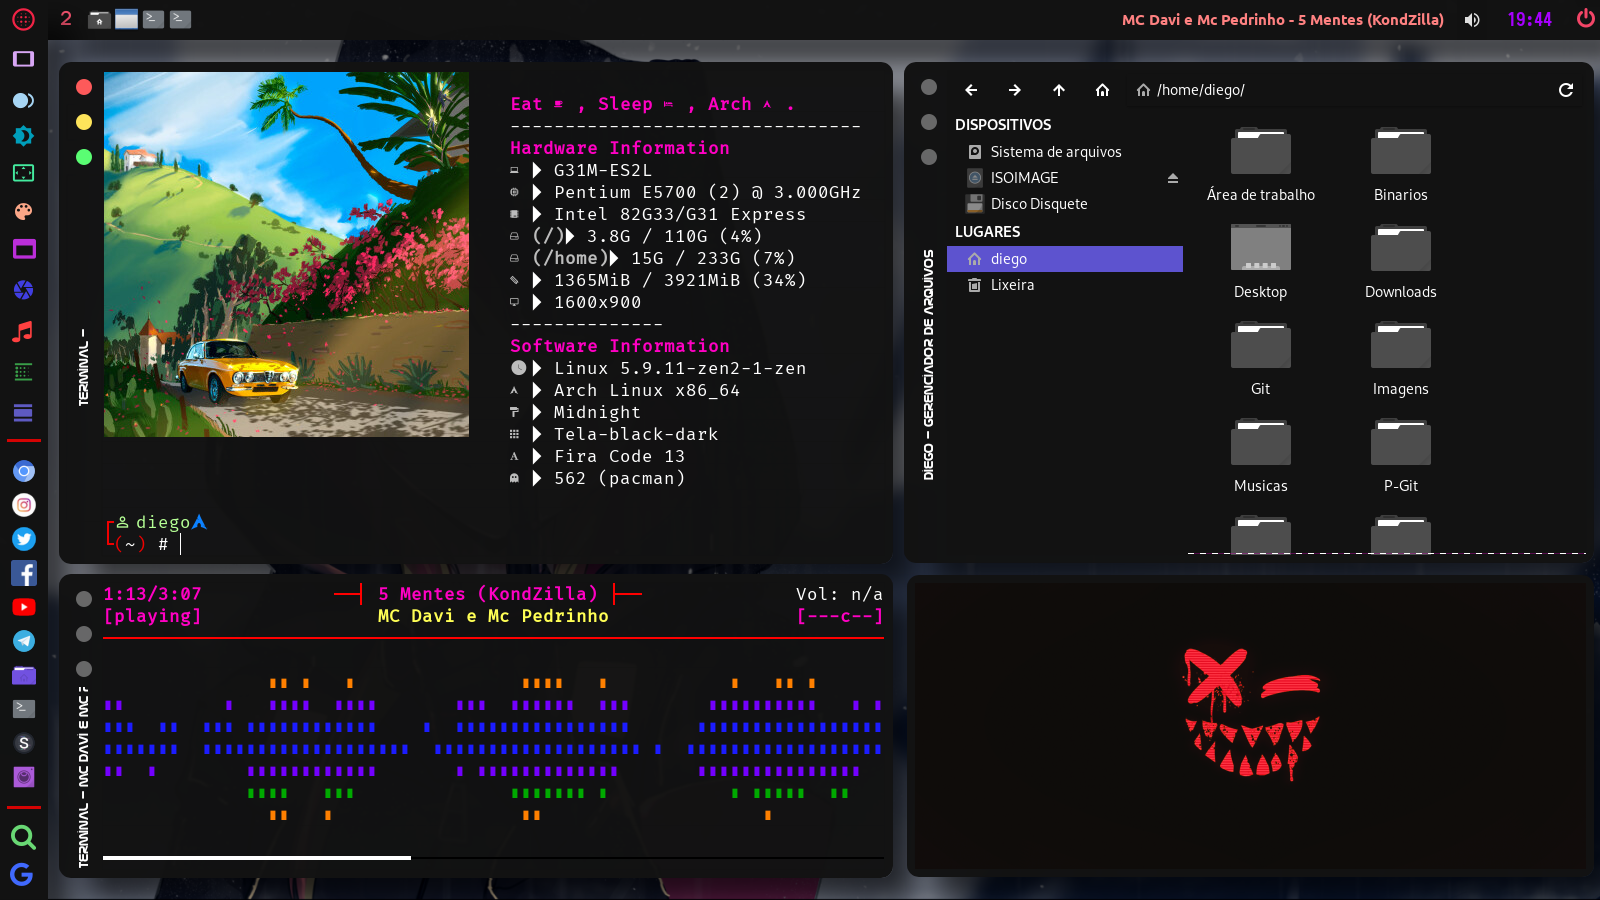 2
MC Davi e Mc Pedrinho - 5 Mentes (KondZilla)
19:44
TERMINAL -
Eat , Sleep , Arch .
--------------------------------
Hardware Information
G31M-ES2L
Pentium E5700 (2) @ 3.000GHz
Intel 82G33/G31 Express
(/) 3.8G / 110G (4%)
(/home) 15G / 233G (7%)
1365MiB / 3921MiB (34%)
1600x900
--------------
Software Information
Linux 5.9.11-zen2-1-zen
Arch Linux x86_64
Midnight
Tela-black-dark
Fira Code 13
562 (pacman)
diego
(~) #
DIEGO - GERENCIADOR DE ARQUIVOS
/home/diego/
DISPOSITIVOS
Sistema de arquivos
ISOIMAGE
Disco Disquete
LUGARES
diego
Lixeira
Área de trabalho
Binarios
Desktop
Downloads
Git
Imagens
Musicas
P-Git
TERMINAL - MC DAVI E MC
1:13/3:07
5 Mentes (KondZilla)
Vol: n/a
[playing]
MC Davi e Mc Pedrinho
[---c--]
S
G